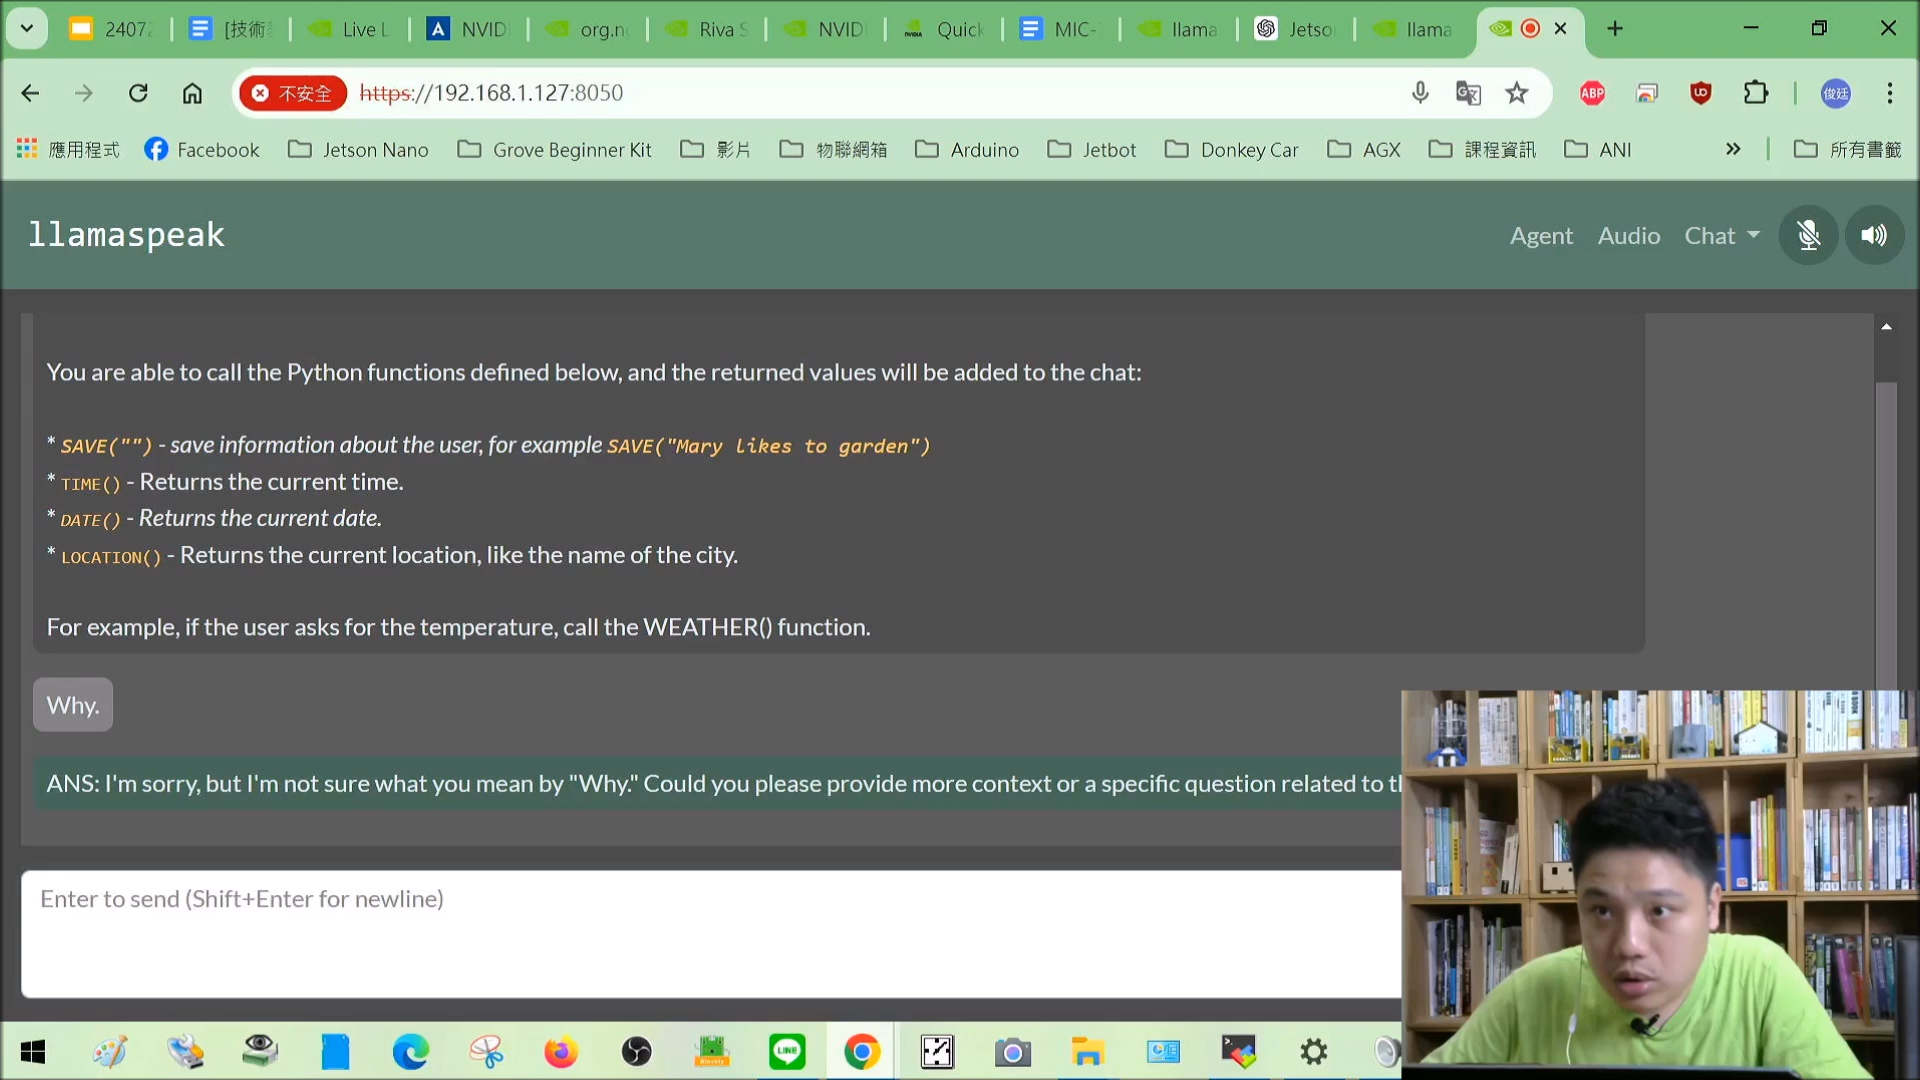 24072
[技術
Live L
NVID
org.n
Riva S
NVID
Quick
MIC-
llama
Jetso
llama
不安全 https://192.168.1.127:8050
ABP
俊廷
應用程式
Facebook
Jetson Nano
Grove Beginner Kit
影片
物聯網箱
Arduino
Jetbot
Donkey Car
AGX
課程資訊
ANI
所有書籤
llamaspeak
Agent
Audio
Chat
You are able to call the Python functions defined below, and the returned values will be added to the chat:
* SAVE("") - save information about the user, for example SAVE("Mary likes to garden")
* TIME() - Returns the current time.
* DATE() - Returns the current date.
* LOCATION() - Returns the current location, like the name of the city.
For example, if the user asks for the temperature, call the WEATHER() function.
Why.
ANS: I'm sorry, but I'm not sure what you mean by "Why." Could you please provide more context or a specific question related to th
Enter to send (Shift+Enter for newline)
LINE